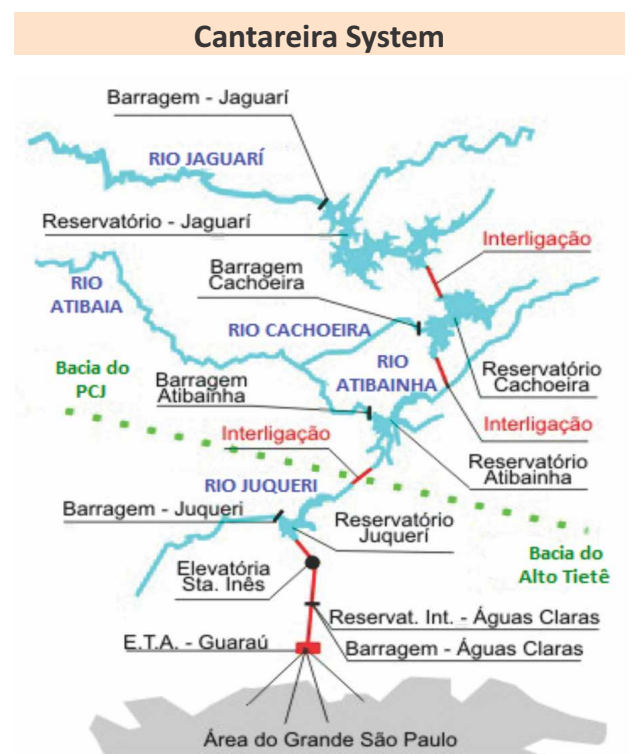 Cantareira System
Barragem - Jaguarí
RIO JAGUARÍ
Reservatório - Jaguarí
Interligação
Barragem
Cachoeira
RIO
ATIBAIA
RIO CACHOEIRA
RIO
ATIBAINHA
Reservatório
Cachoeira
Bacia do
PCJ
Barragem
Atibainha
Interligação
Interligação
Reservatório
Atibainha
RIO JUQUERI
Barragem - Juqueri
Reservatório
Juquerí
Bacia do
Alto Tietê
Elevatória
Sta. Inês
Reservat. Int. - Águas Claras
E.T.A. - Guaraú
Barragem - Águas Claras
Área do Grande São Paulo